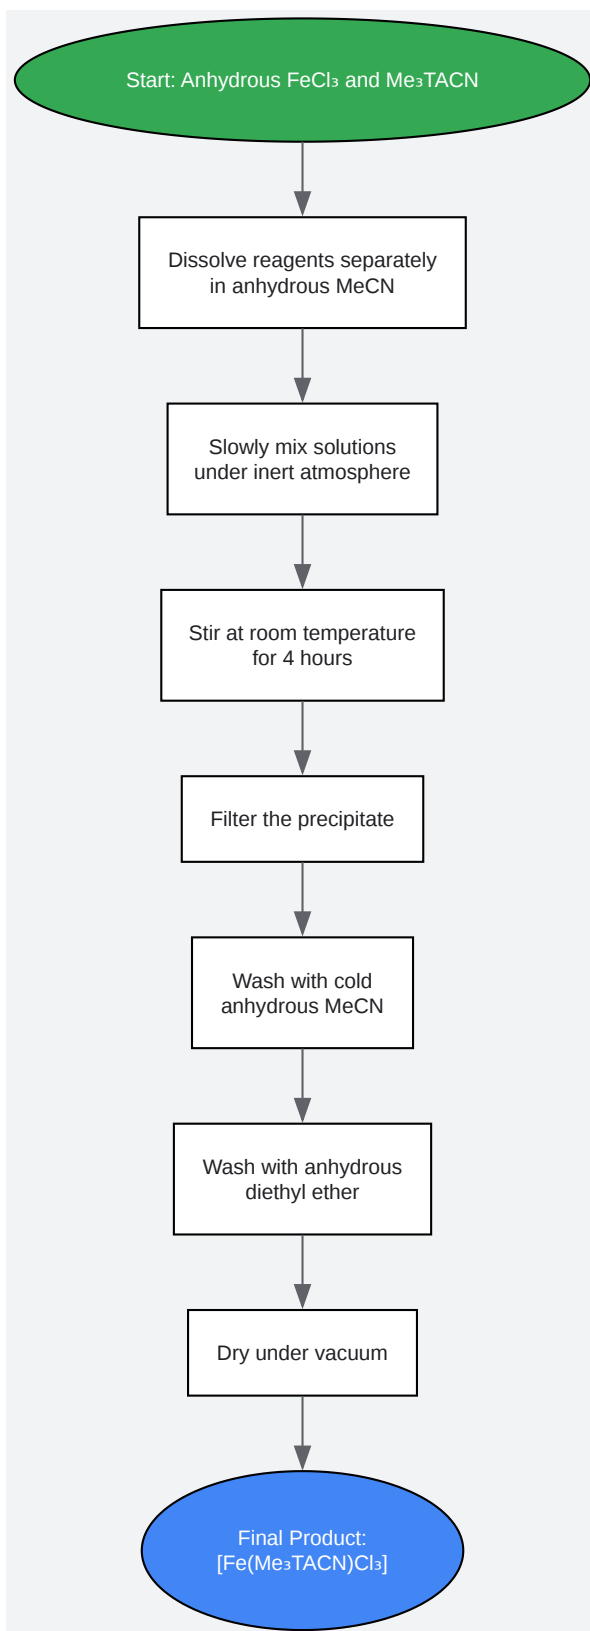 Start: Anhydrous FeCl₃ and Me₃TACN
Dissolve reagents separately
in anhydrous MeCN
Slowly mix solutions
under inert atmosphere
Stir at room temperature
for 4 hours
Filter the precipitate
Wash with cold
anhydrous MeCN
Wash with anhydrous
diethyl ether
Dry under vacuum
Final Product:
[Fe(Me₃TACN)Cl₃]